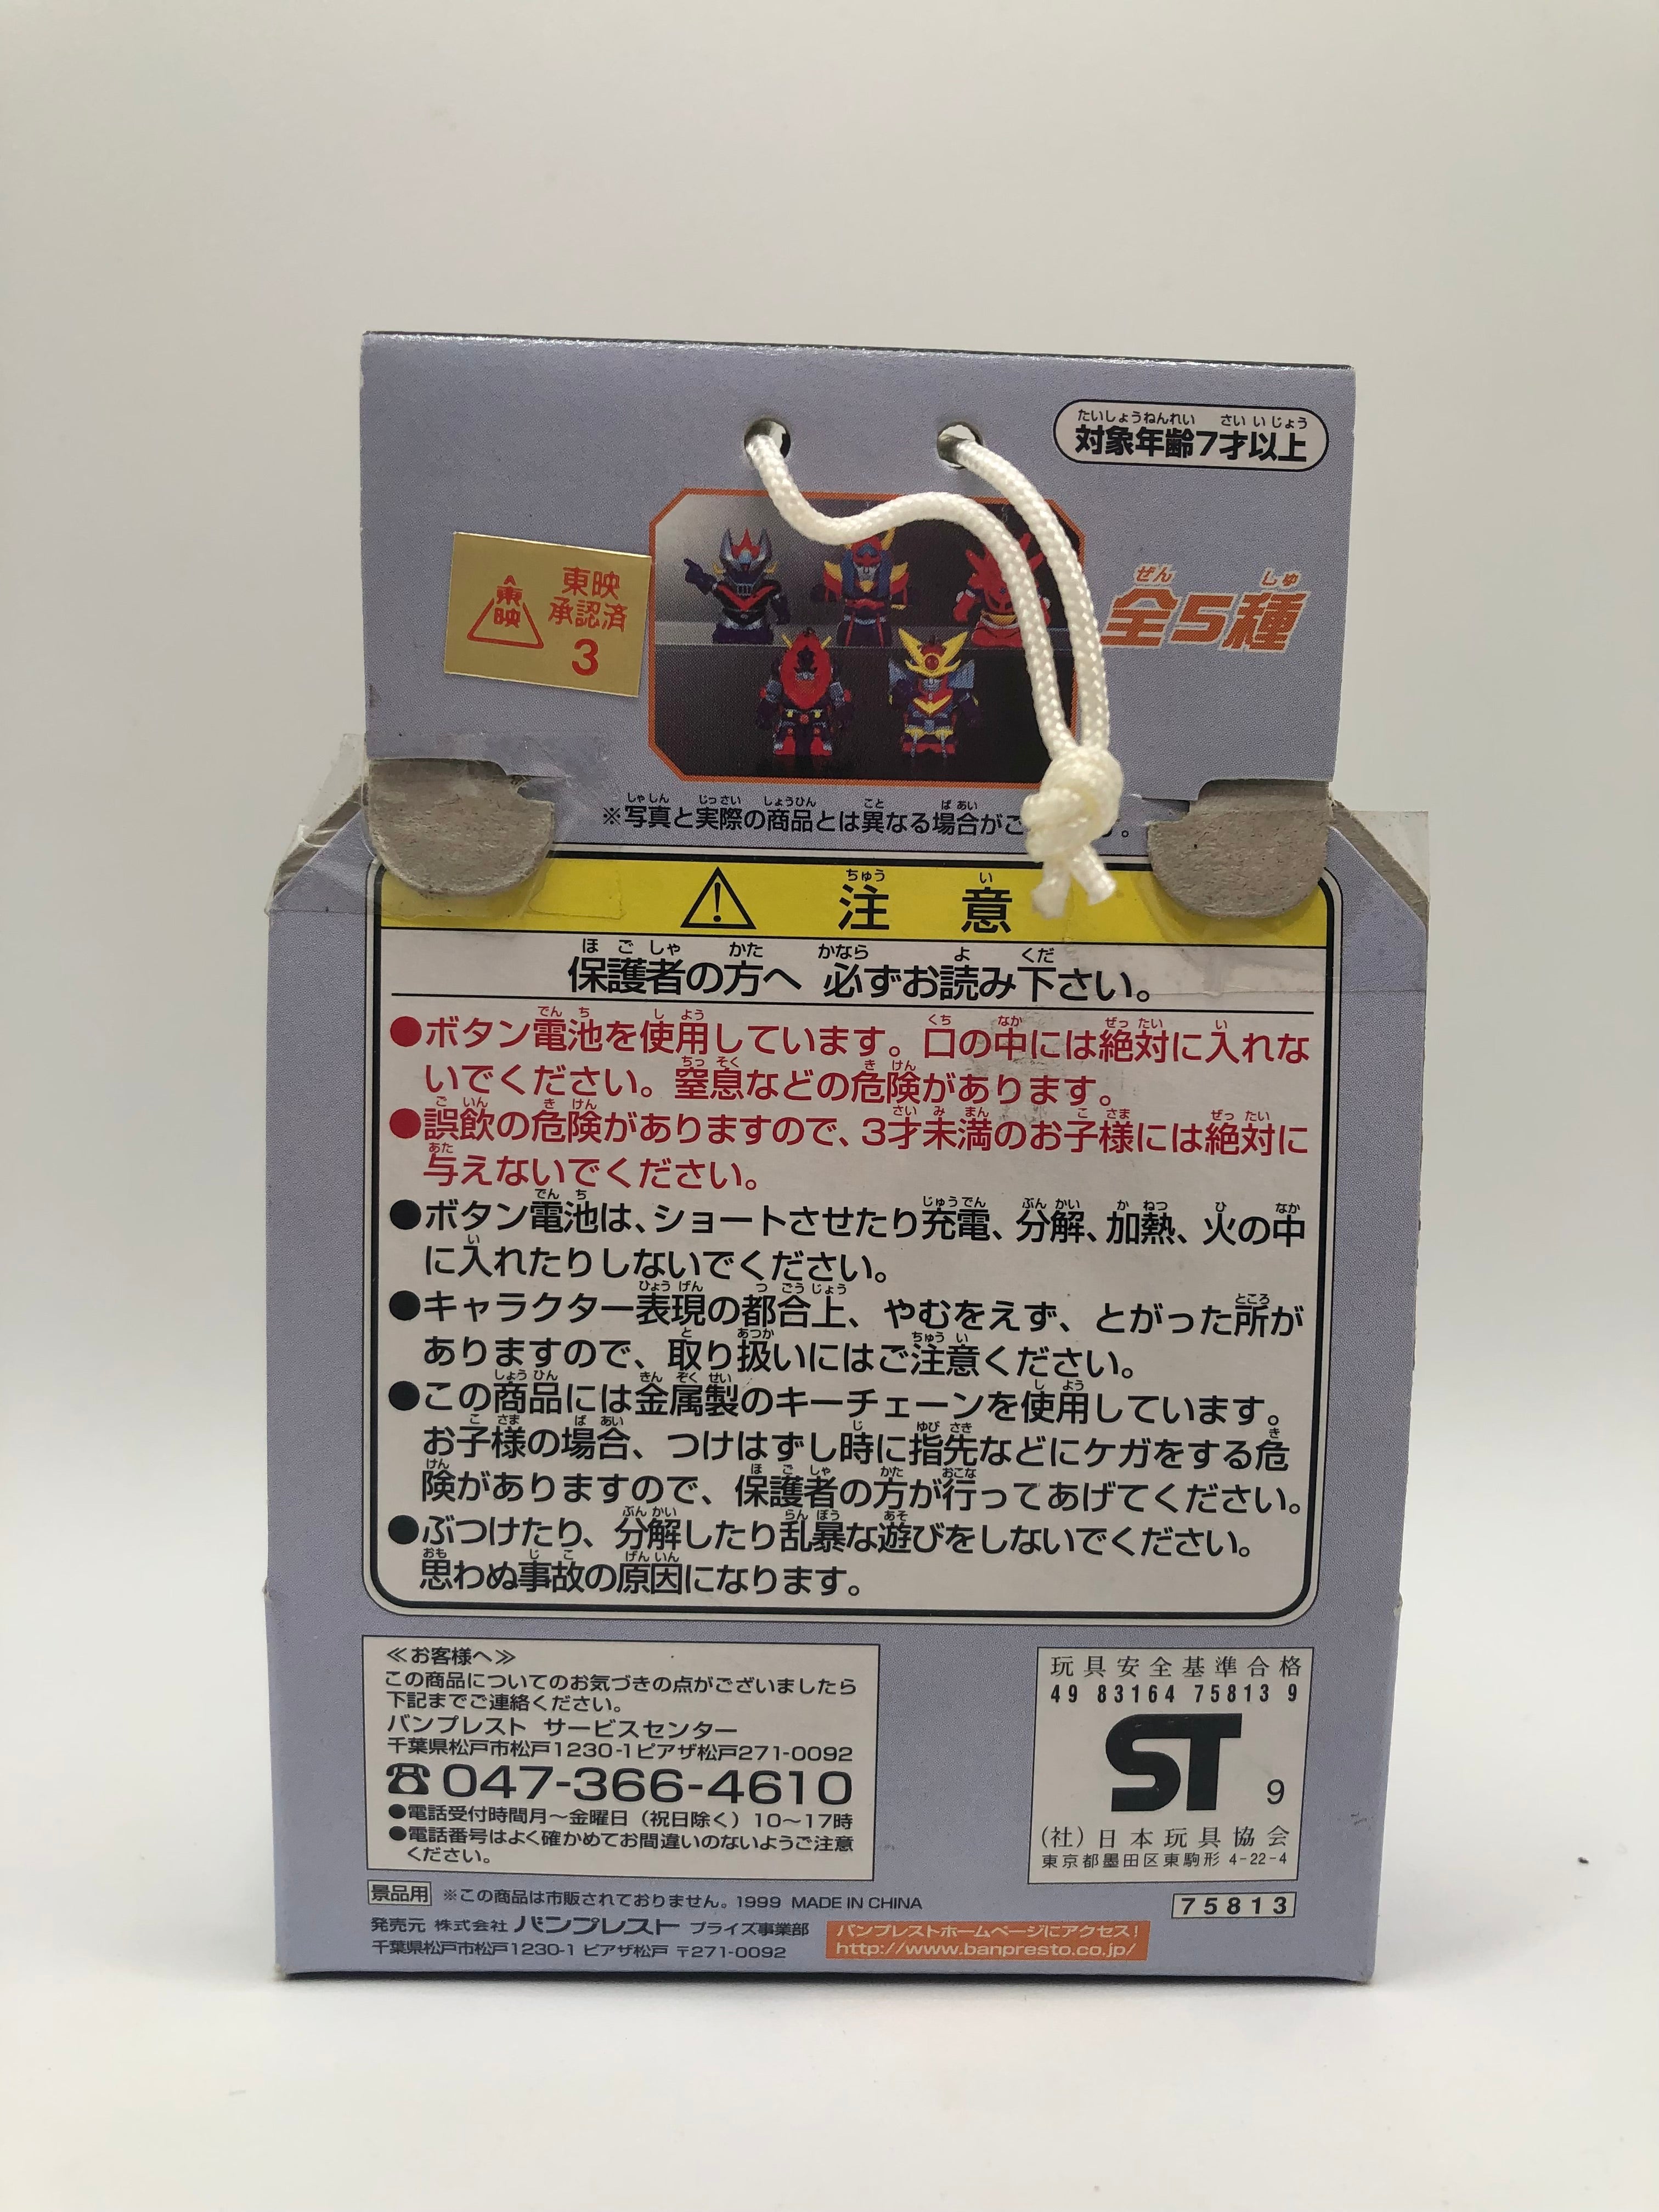 対象年齢7才以上
東映
東映
承認済
3
全5種
※写真と実際の商品とは異なる場合がご
注意
保護者の方へ 必ずお読み下さい。
●ボタン電池を使用しています。口の中には絶対に入れな
いでください。窒息などの危険があります。
●誤飲の危険がありますので、3才未満のお子様には絶対に
与えないでください。
●ボタン電池は、ショートさせたり充電、分解、加熱、火の中
に入れたりしないでください。
●キャラクター表現の都合上、やむをえず、とがった所が
ありますので、取り扱いにはご注意ください。
●この商品には金属製のキーチェーンを使用しています。
お子様の場合、つけはずし時に指先などにケガをする危
険がありますので、保護者の方が行ってあげてください。
●ぶつけたり、分解したり乱暴な遊びをしないでください。
思わぬ事故の原因になります。
≪お客様へ≫
この商品についてのお気づきの点がございましたら
下記までご連絡ください。
バンプレスト サービスセンター
千葉県松戸市松戸1230-1ピアザ松戸271-0092
☎047-366-4610
●電話受付時間月〜金曜日（祝日除く）10〜17時
●電話番号はよく確かめてお間違いのないようご注意
ください。
玩具安全基準合格
49 83164 75813 9
ST 9
(社)日本玩具協会
東京都墨田区東駒形 4-22-4
75813
景品用 ※この商品は市販されておりません。1999 MADE IN CHINA
発売元 株式会社 バンプレスト プライズ事業部
千葉県松戸市松戸1230-1 ピアザ松戸 〒271-0092
バンプレストホームページにアクセス!
http://www.banpresto.co.jp/